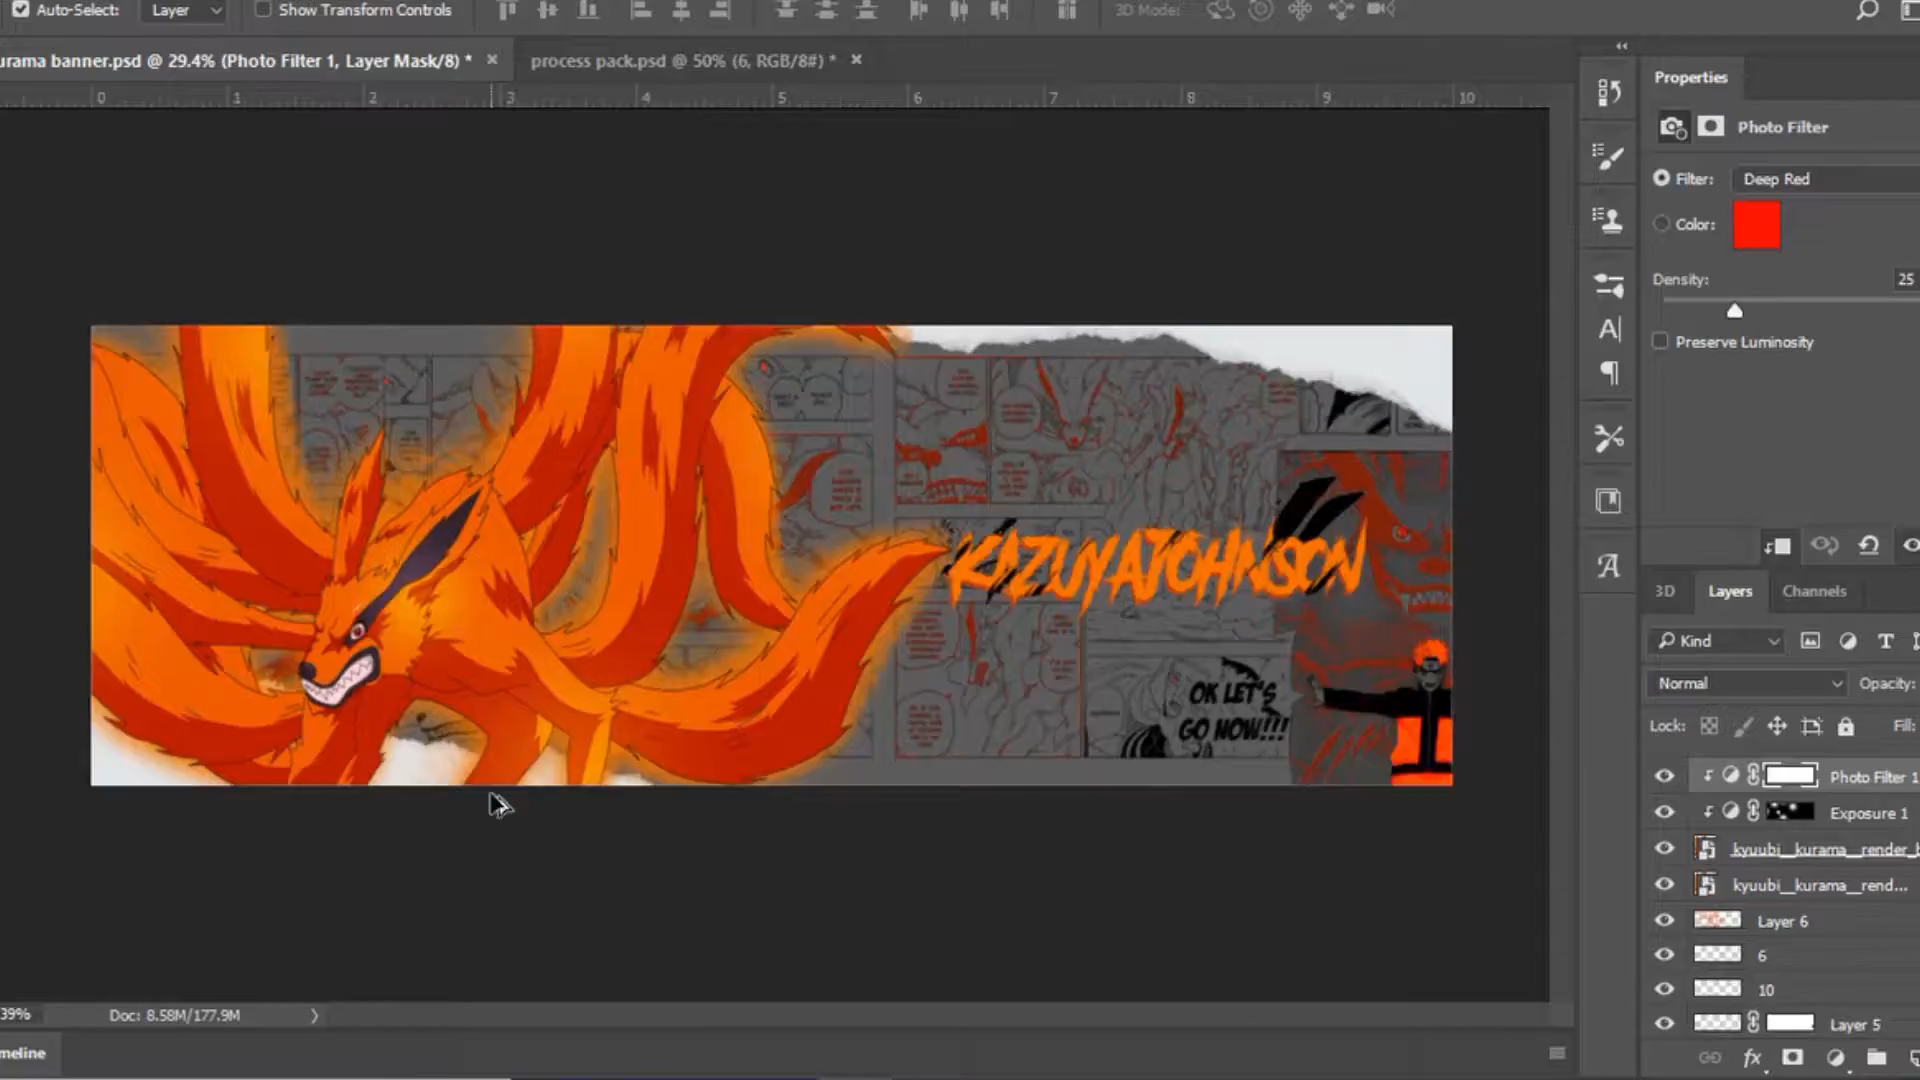 Auto-Select: Layer Show Transform Controls 3D Mode:
urama banner.psd @ 29.4% (Photo Filter 1, Layer Mask/8) * × process pack.psd @ 50% (6, RGB/8#) * ×
0 1 2 3 4 5 6 7 8 9 10
Properties
Photo Filter
Filter: Deep Red
Color:
Density: 25
Preserve Luminosity
KAZUYAJOHNSON
OK LET'S
GO NOW!!!
3D Layers Channels
Kind
Normal Opacity:
Lock: Fill:
Photo Filter 1
Exposure 1
kyuubi__kurama__render_b
kyuubi__kurama__rend...
Layer 6
6
10
Layer 5
fx
39% Doc: 8.58M/177.9M
meline